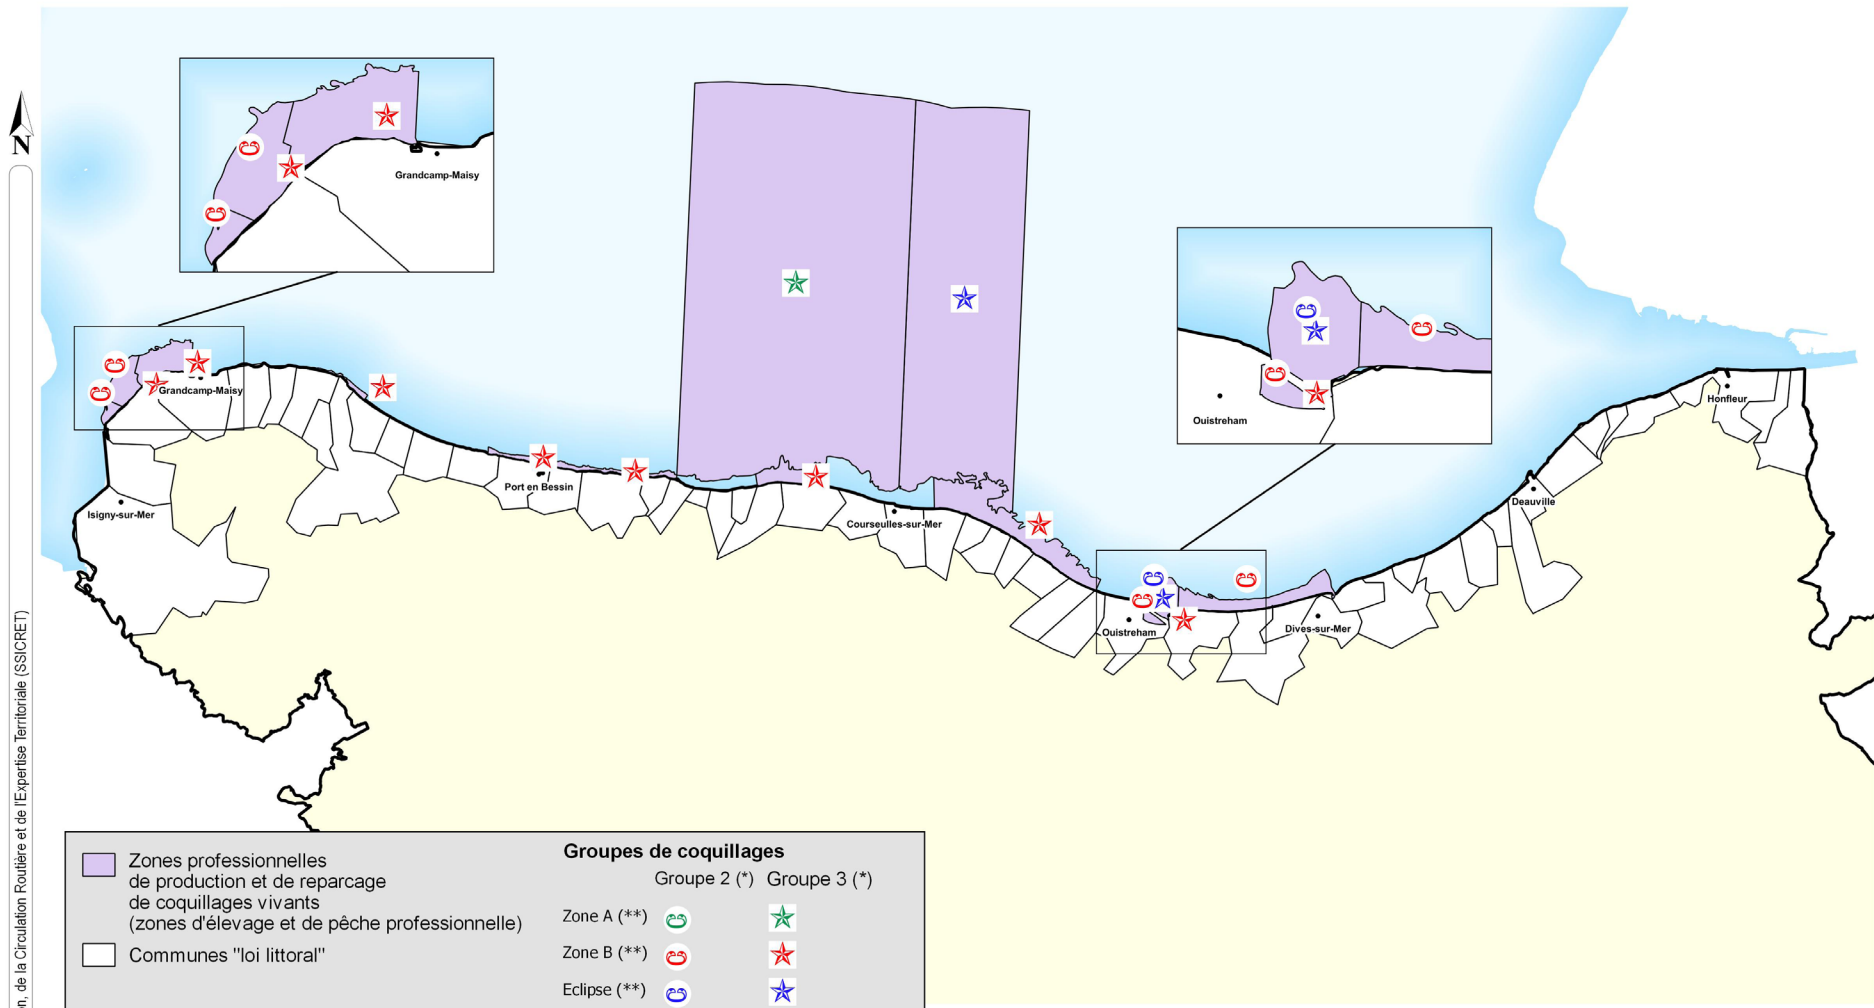 N
Grandcamp-Maisy
Ouistreham
Grandcamp-Maisy
Isigny-sur-Mer
Port en Bessin
Courseulles-sur-Mer
Ouistreham
Dives-sur-Mer
Deauville
Honfleur
n, de la Circulation Routière et de l'Expertise Territoriale (SSICRET)
Zones professionnelles
de production et de reparcage
de coquillages vivants
(zones d'élevage et de pêche professionnelle)
Communes "loi littoral"
Groupes de coquillages
Groupe 2 (*) Groupe 3 (*)
Zone A (**)
Zone B (**)
Eclipse (**)